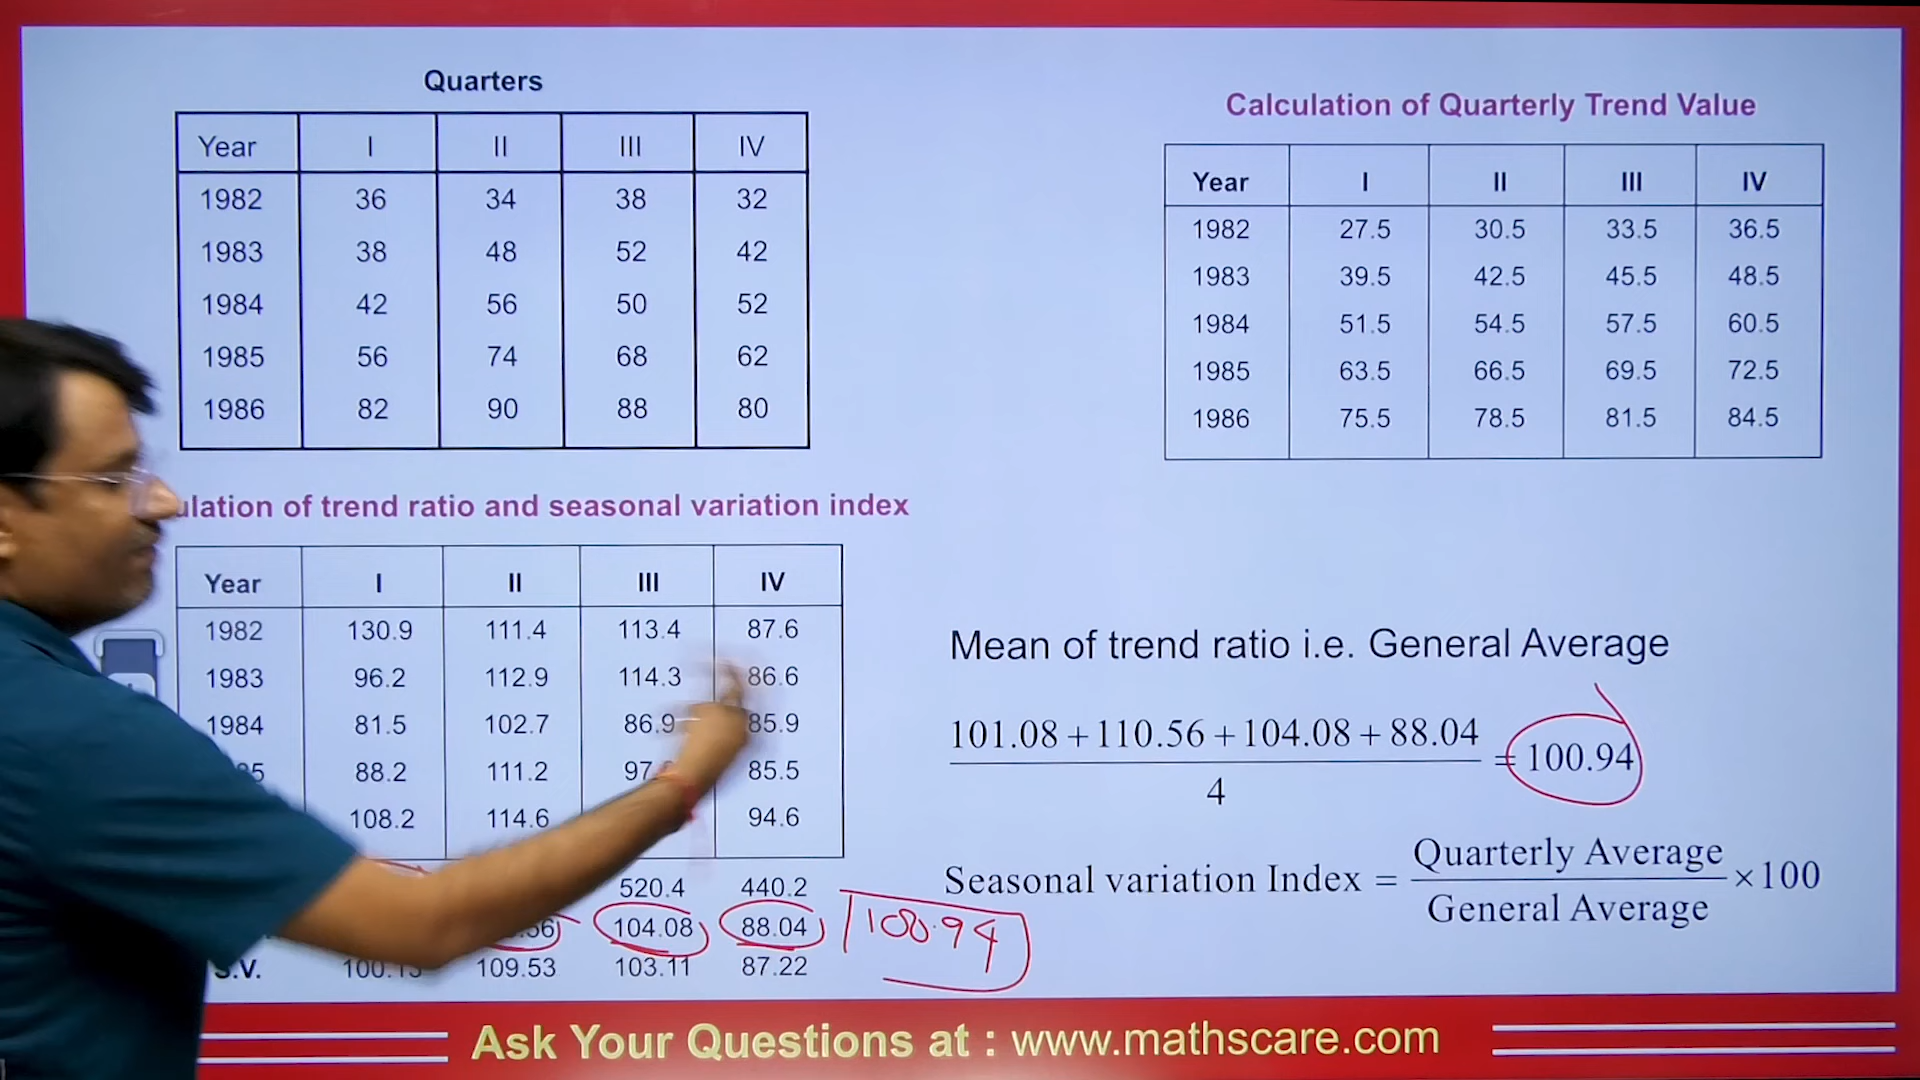 Quarters
Year I II III IV
1982 36 34 38 32
1983 38 48 52 42
1984 42 56 50 52
1985 56 74 68 62
1986 82 90 88 80
Calculation of Quarterly Trend Value
Year I II III IV
1982 27.5 30.5 33.5 36.5
1983 39.5 42.5 45.5 48.5
1984 51.5 54.5 57.5 60.5
1985 63.5 66.5 69.5 72.5
1986 75.5 78.5 81.5 84.5
of trend ratio and seasonal variation index
Year I II III IV
1982 130.9 111.4 113.4 87.6
1983 96.2 112.9 114.3 86.6
1984 81.5 102.7 86.9 85.9
88.2 111.2 85.5
108.2 114.6 94.6
520.4 440.2
104.08 88.04 100.94
S.V. 109.53 103.11 87.22
Mean of trend ratio i.e. General Average
101.08+110.56+104.08+88.04
4
= 100.94
Seasonal variation Index = Quarterly Average / General Average ×100
Ask Your Questions at : www.mathscare.com